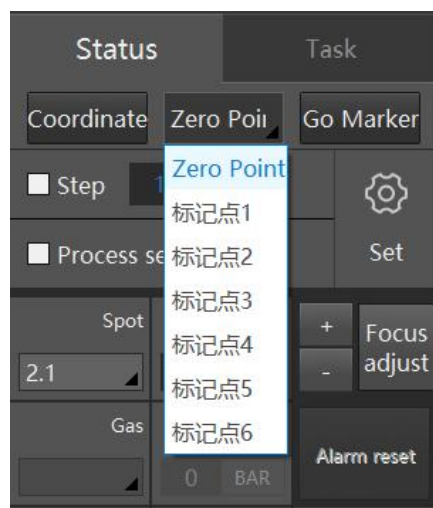 Status Task
Coordinate Zero Poi Go Marker
Zero Point
Step 1
标记点1
标记点2
Process se Set
标记点3
Spot + Focus
adjust
标记点4
2.1 -
标记点5
Gas
标记点6
Alarm reset
0 BAR